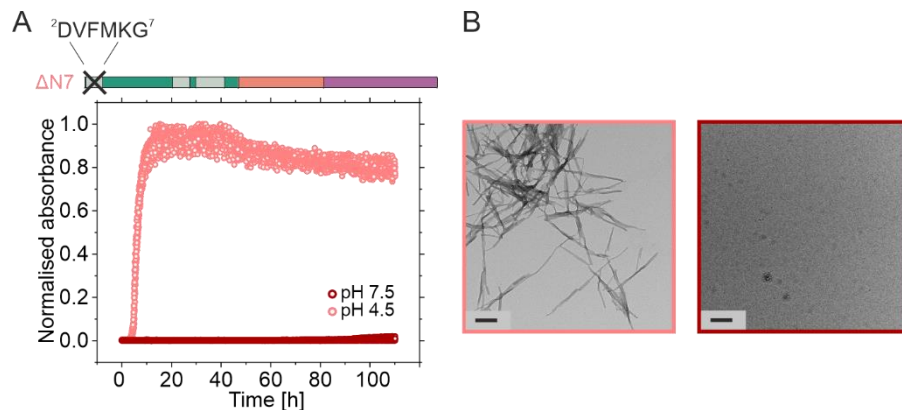 A
B
²DVFMKG⁷
ΔN7
Normalised absorbance
1.0
0.8
0.6
0.4
0.2
0.0
pH 7.5
pH 4.5
0 20 40 60 80 100
Time [h]